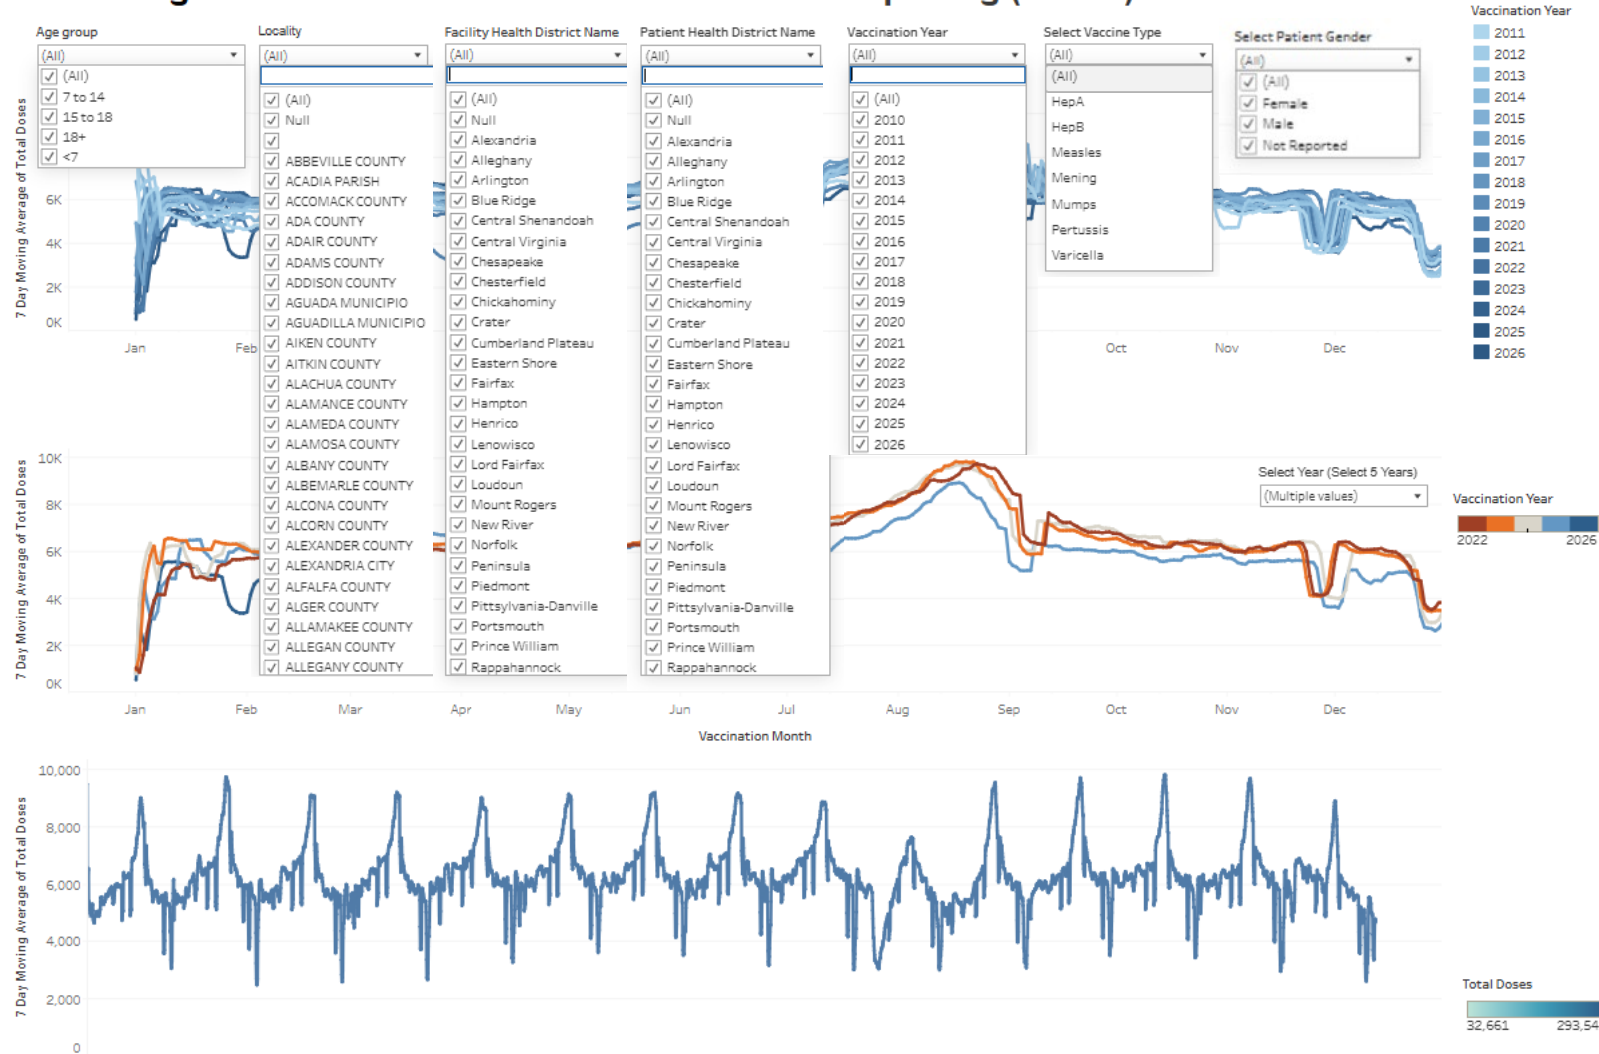 Age group
(All)
(All)
7 to 14
15 to 18
18+
<7
Locality
(All)
(All)
Null
ABBEVILLE COUNTY
ACADIA PARISH
ACCOMACK COUNTY
ADA COUNTY
ADAIR COUNTY
ADAMS COUNTY
ADDISON COUNTY
AGUADA MUNICIPIO
AGUADILLA MUNICIPIO
AIKEN COUNTY
AITKIN COUNTY
ALACHUA COUNTY
ALAMANCE COUNTY
ALAMEDA COUNTY
ALAMOSA COUNTY
ALBANY COUNTY
ALBEMARLE COUNTY
ALCONA COUNTY
ALCORN COUNTY
ALEXANDER COUNTY
ALEXANDRIA CITY
ALFALFA COUNTY
ALGER COUNTY
ALLAMAKEE COUNTY
ALLEGAN COUNTY
ALLEGANY COUNTY
Facility Health District Name
(All)
(All)
Null
Alexandria
Alleghany
Arlington
Blue Ridge
Central Shenandoah
Central Virginia
Chesapeake
Chesterfield
Chickahominy
Crater
Cumberland Plateau
Eastern Shore
Fairfax
Hampton
Henrico
Lenowisco
Lord Fairfax
Loudoun
Mount Rogers
New River
Norfolk
Peninsula
Piedmont
Pittsylvania-Danville
Portsmouth
Prince William
Rappahannock
Patient Health District Name
(All)
(All)
Null
Alexandria
Alleghany
Arlington
Blue Ridge
Central Shenandoah
Central Virginia
Chesapeake
Chesterfield
Chickahominy
Crater
Cumberland Plateau
Eastern Shore
Fairfax
Hampton
Henrico
Lenowisco
Lord Fairfax
Loudoun
Mount Rogers
New River
Norfolk
Peninsula
Piedmont
Pittsylvania-Danville
Portsmouth
Prince William
Rappahannock
Vaccination Year
(All)
(All)
2010
2011
2012
2013
2014
2015
2016
2017
2018
2019
2020
2021
2022
2023
2024
2025
2026
Select Vaccine Type
(All)
(All)
HepA
HepB
Measles
Mening
Mumps
Pertussis
Varicella
Select Patient Gender
(All)
(All)
Female
Male
Not Reported
Vaccination Year
2011
2012
2013
2014
2015
2016
2017
2018
2019
2020
2021
2022
2023
2024
2025
2026
7 Day Moving Average of Total Doses
6K
4K
2K
0K
Jan
Feb
Oct
Nov
Dec
7 Day Moving Average of Total Doses
10K
8K
6K
4K
2K
0K
Select Year (Select 5 Years)
(Multiple values)
Vaccination Year
2022
2026
Jan
Feb
Mar
Apr
May
Jun
Jul
Aug
Sep
Oct
Nov
Dec
Vaccination Month
7 Day Moving Average of Total Doses
10,000
8,000
6,000
4,000
2,000
0
Total Doses
32,661
293,54